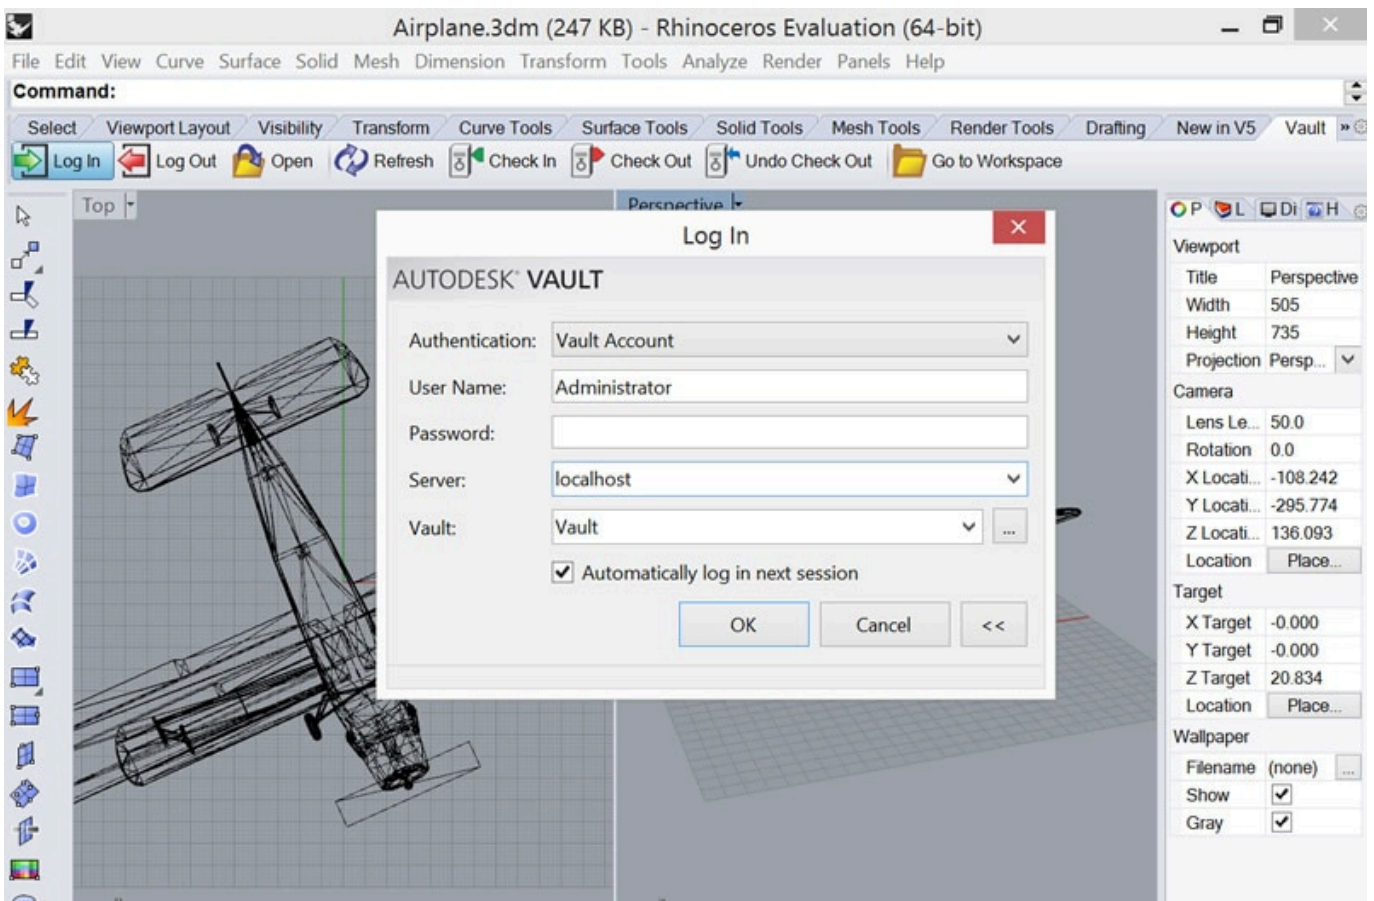 Airplane.3dm (247 KB) - Rhinoceros Evaluation (64-bit)
File Edit View Curve Surface Solid Mesh Dimension Transform Tools Analyze Render Panels Help
Command:
Select Viewport Layout Visibility Transform Curve Tools Surface Tools Solid Tools Mesh Tools Render Tools Drafting New in V5 Vault »
Log In Log Out Open Refresh Check In Check Out Undo Check Out Go to Workspace
Top
Perspective
Log In
AUTODESK® VAULT
Authentication: Vault Account
User Name: Administrator
Password:
Server: localhost
Vault: Vault ...
Automatically log in next session
OK Cancel <<
P L Di H
Viewport
Title Perspective
Width 505
Height 735
Projection Persp...
Camera
Lens Le... 50.0
Rotation 0.0
X Locati... -108.242
Y Locati... -295.774
Z Locati... 136.093
Location Place...
Target
X Target -0.000
Y Target -0.000
Z Target 20.834
Location Place...
Wallpaper
Filename (none) ...
Show
Gray